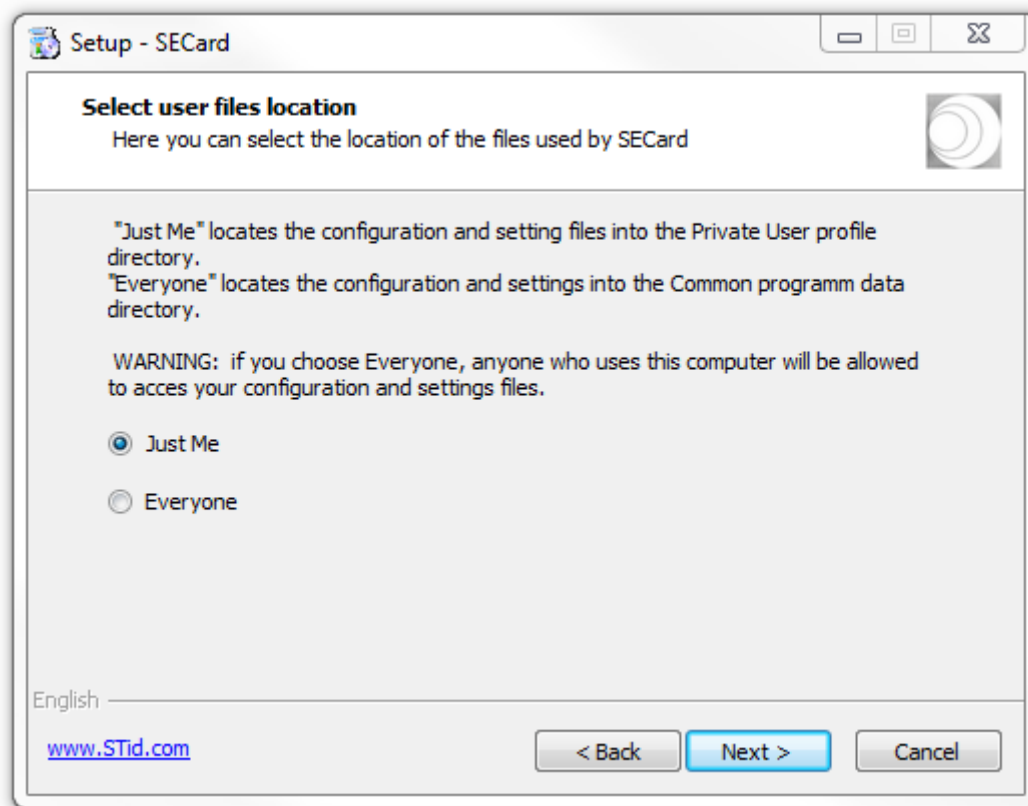 Setup - SECard
Select user files location
Here you can select the location of the files used by SECard
"Just Me" locates the configuration and setting files into the Private User profile
directory.
"Everyone" locates the configuration and settings into the Common programm data
directory.
WARNING: if you choose Everyone, anyone who uses this computer will be allowed
to acces your configuration and settings files.
Just Me
Everyone
English
www.STid.com
< Back
Next >
Cancel